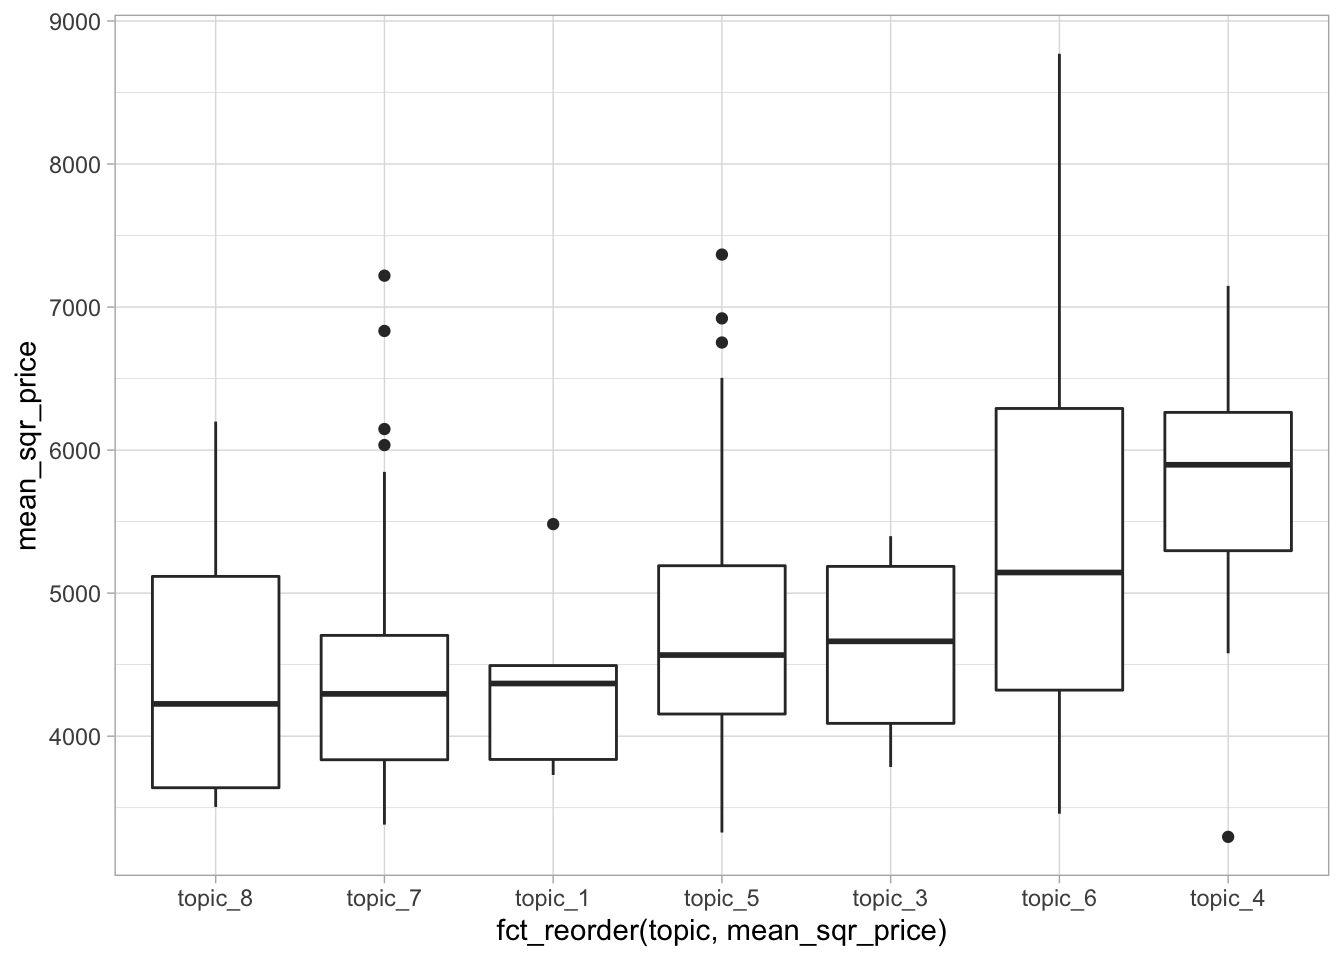 9000
8000
7000
6000
5000
4000
mean_sqr_price
topic_8 topic_7 topic_1 topic_5 topic_3 topic_6 topic_4
fct_reorder(topic, mean_sqr_price)